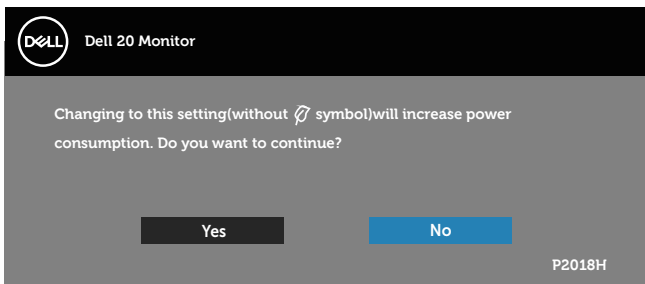 DELL
Dell 20 Monitor
Changing to this setting(without symbol)will increase power
consumption. Do you want to continue?
Yes No
P2018H